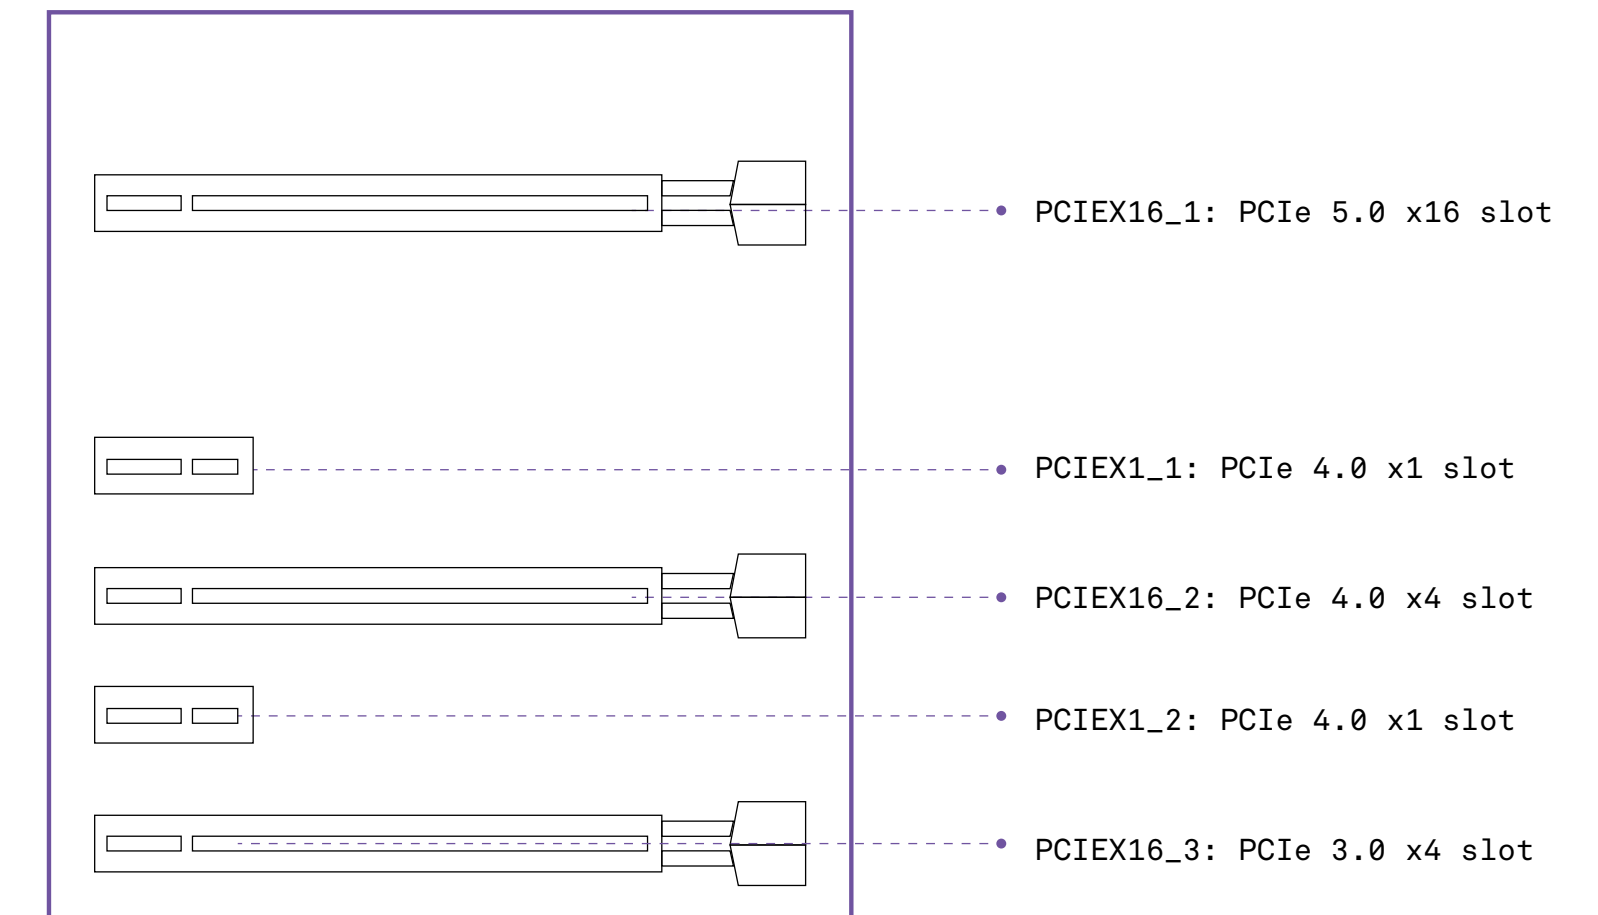 PCIEX16_1: PCIe 5.0 x16 slot
PCIEX1_1: PCIe 4.0 x1 slot
PCIEX16_2: PCIe 4.0 x4 slot
PCIEX1_2: PCIe 4.0 x1 slot
PCIEX16_3: PCIe 3.0 x4 slot